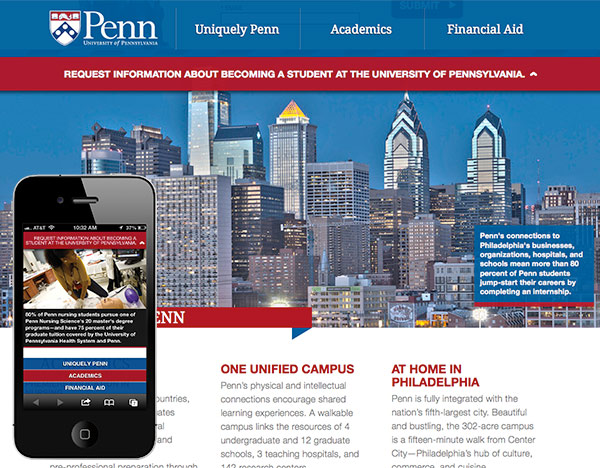 SUBMIT
Penn
UNIVERSITY of PENNSYLVANIA
Uniquely Penn
Academics
Financial Aid
REQUEST INFORMATION ABOUT BECOMING A STUDENT AT THE UNIVERSITY OF PENNSYLVANIA.
Penn's connections to
Philadelphia's businesses,
organizations, hospitals, and
schools mean more than 80
percent of Penn students
jump-start their careers by
completing an internship.
AT&T 10:32 AM 37%
REQUEST INFORMATION ABOUT BECOMING A
STUDENT AT THE UNIVERSITY OF PENNSYLVANIA.
80% of Penn nursing students pursue one of
Penn Nursing Science's 20 master's degree
programs—and have 75 percent of their
graduate tuition covered by the University of
Pennsylvania Health System and Penn.
UNIQUELY PENN
ACADEMICS
FINANCIAL AID
ENN
ountries,
ates
al
and
pre-professional preparation through
ONE UNIFIED CAMPUS
Penn's physical and intellectual
connections encourage shared
learning experiences. A walkable
campus links the resources of 4
undergraduate and 12 graduate
schools, 3 teaching hospitals, and
142 research centers
AT HOME IN
PHILADELPHIA
Penn is fully integrated with the
nation's fifth-largest city. Beautiful
and bustling, the 302-acre campus
is a fifteen-minute walk from Center
City—Philadelphia's hub of culture,
commerce, and cuisine